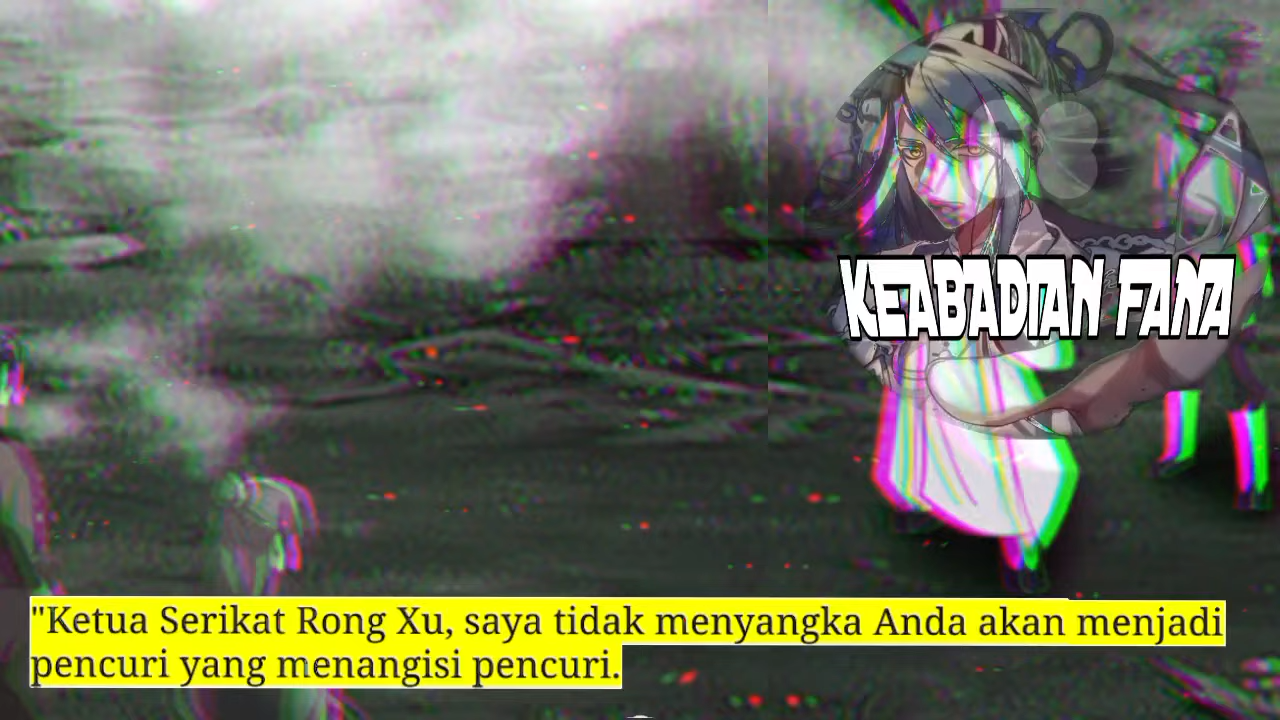 KEABADIAN FANA
"Ketua Serikat Rong Xu, saya tidak menyangka Anda akan menjadi
pencuri yang menangisi pencuri.